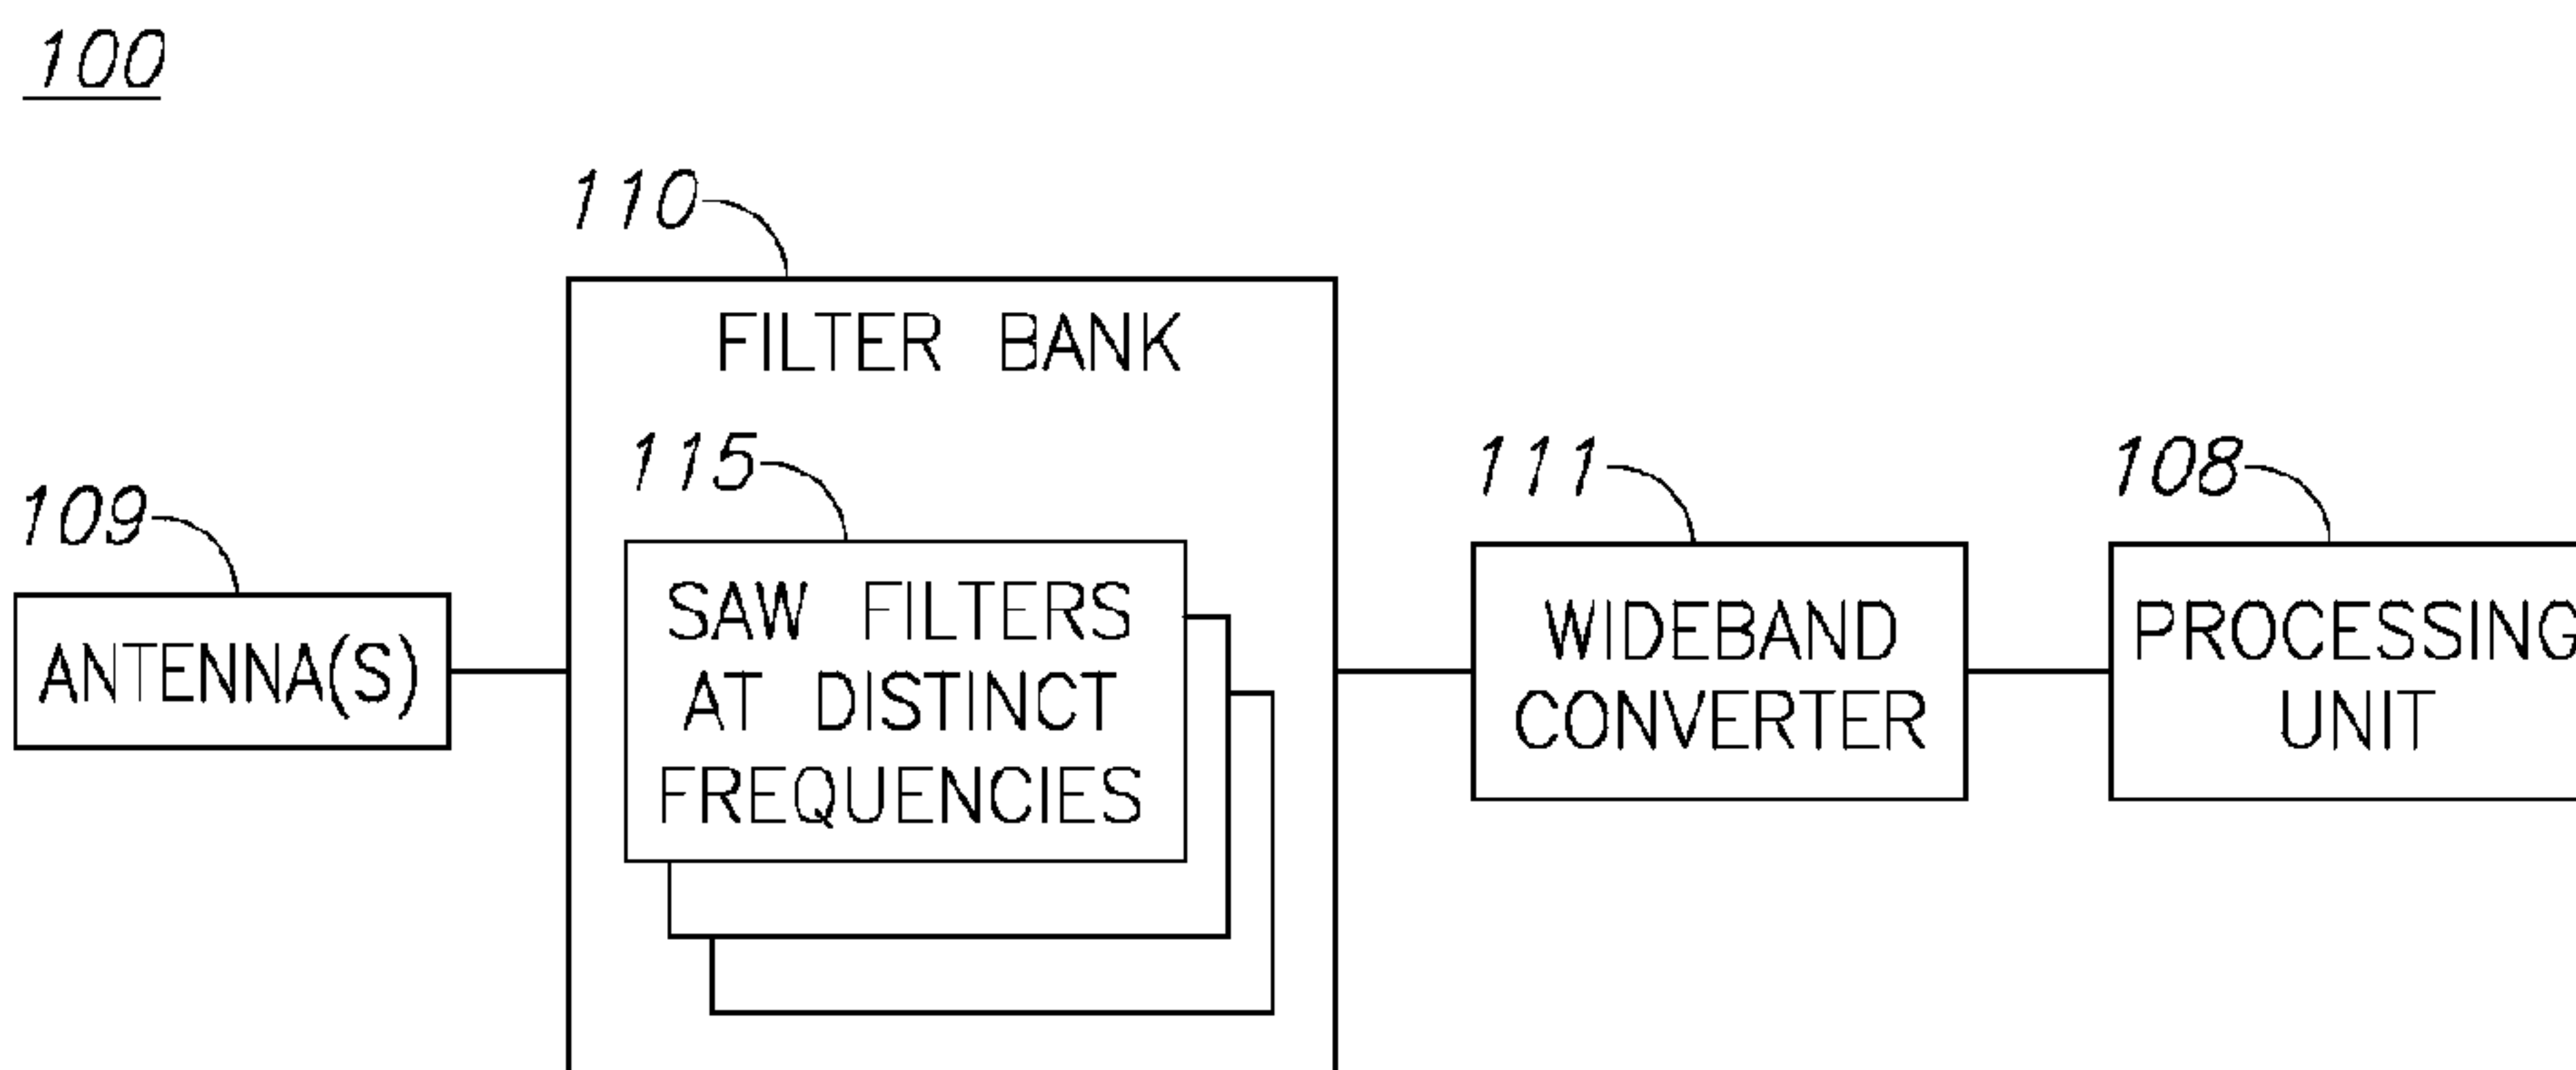 100
110
FILTER BANK
115
SAW FILTERS
AT DISTINCT
FREQUENCIES
109
ANTENNA(S)
111
WIDEBAND
CONVERTER
108
PROCESSING
UNIT